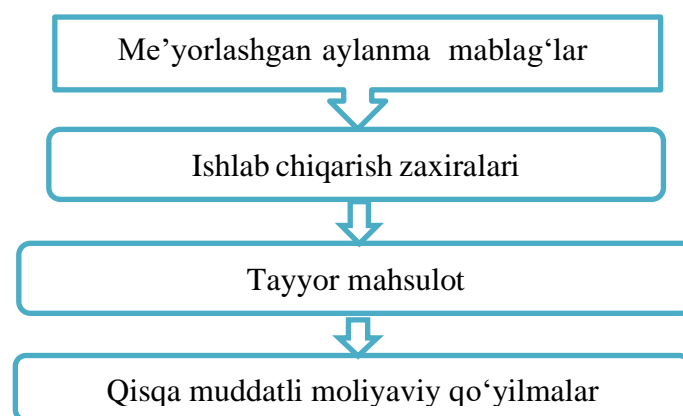 Me’yorlashgan aylanma mablag‘lar
Ishlab chiqarish zaxiralari
Tayyor mahsulot
Qisqa muddatli moliyaviy qo‘yilmalar